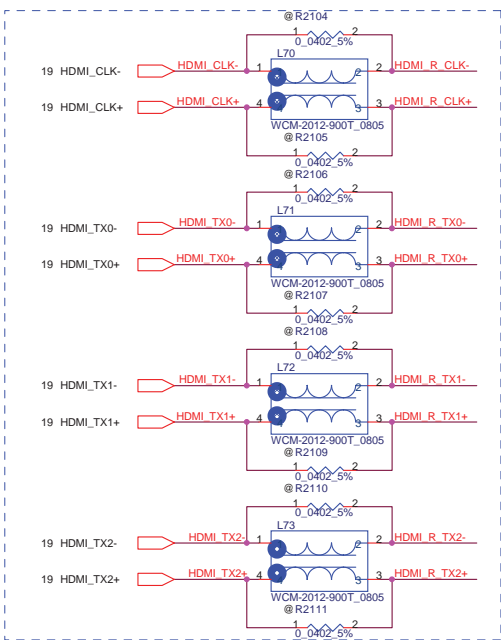 @ R2104
1 2
0_0402_5%
L70
19 HDMI_CLK- HDMI_CLK- 1 2 2 HDMI_R_CLK-
19 HDMI_CLK+ HDMI_CLK+ 4 3 3 HDMI_R_CLK+
WCM-2012-900T_0805
@ R2105
1 2
0_0402_5%
@ R2106
1 2
0_0402_5%
L71
19 HDMI_TX0- HDMI_TX0- 1 2 2 HDMI_R_TX0-
19 HDMI_TX0+ HDMI_TX0+ 4 3 3 HDMI_R_TX0+
WCM-2012-900T_0805
@ R2107
1 2
0_0402_5%
@ R2108
1 2
0_0402_5%
L72
19 HDMI_TX1- HDMI_TX1- 1 2 2 HDMI_R_TX1-
19 HDMI_TX1+ HDMI_TX1+ 4 3 3 HDMI_R_TX1+
WCM-2012-900T_0805
@ R2109
1 2
0_0402_5%
@ R2110
1 2
0_0402_5%
L73
19 HDMI_TX2- HDMI_TX2- 1 2 2 HDMI_R_TX2-
19 HDMI_TX2+ HDMI_TX2+ 4 3 3 HDMI_R_TX2+
WCM-2012-900T_0805
@ R2111
1 2
0_0402_5%